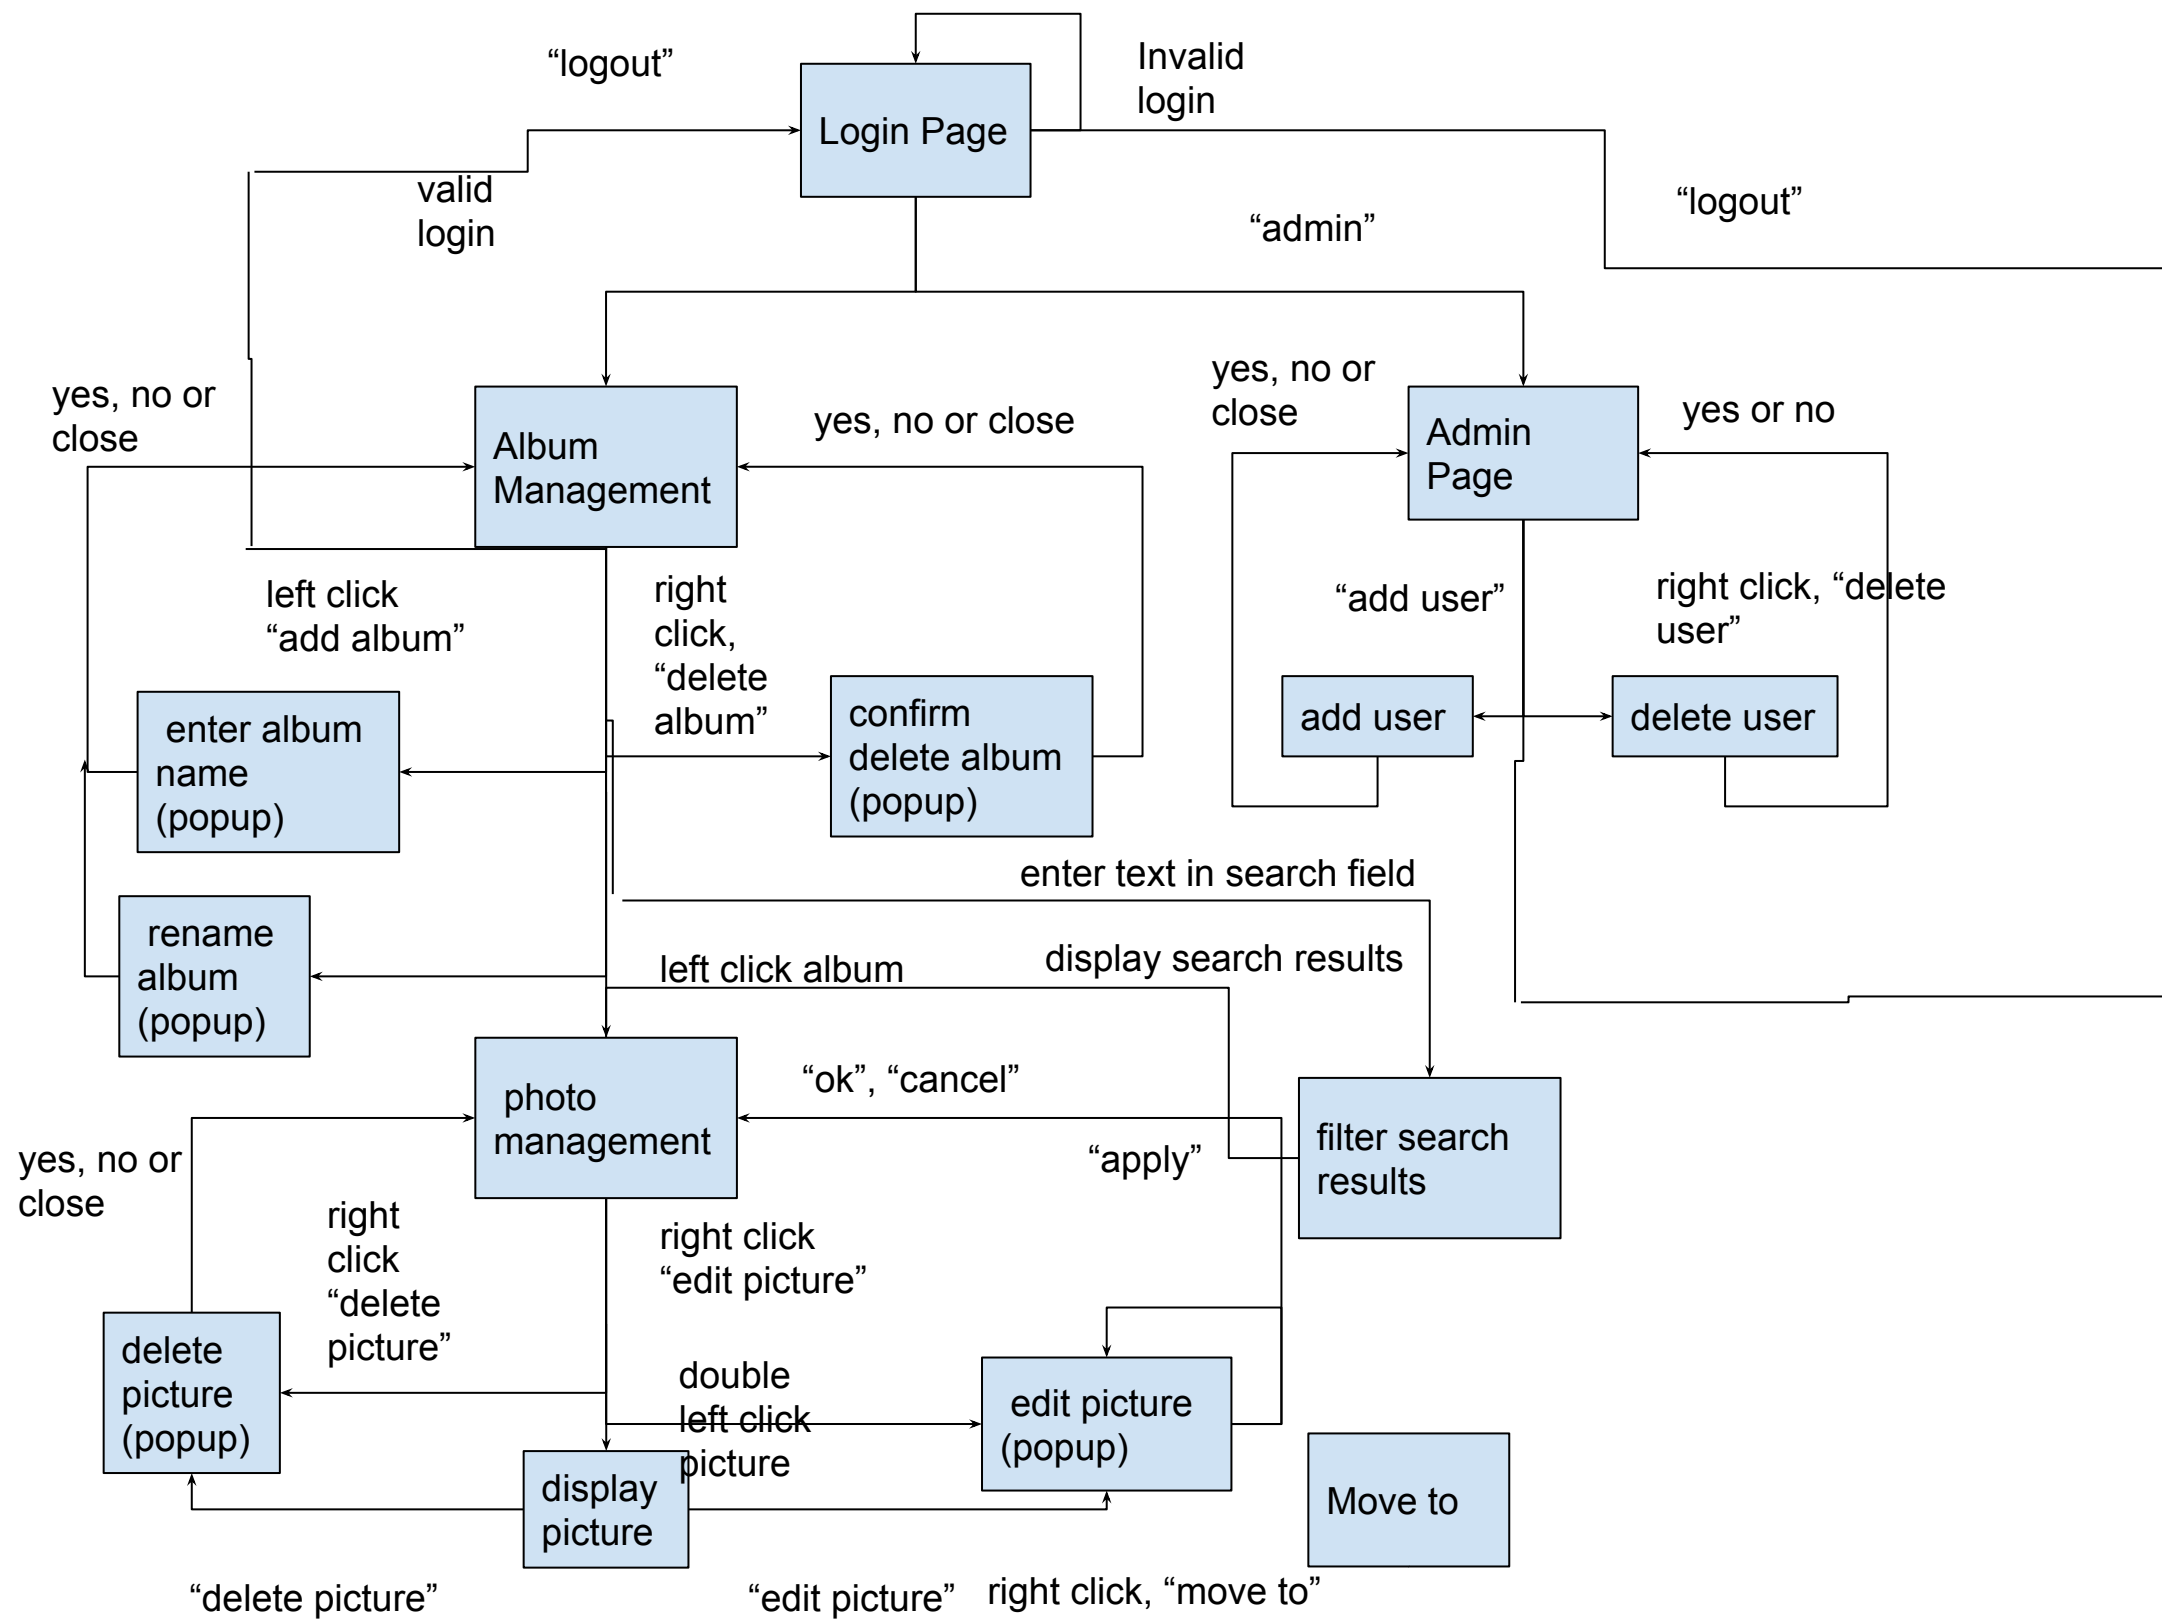 “logout”
Invalid
login
Login Page
valid
login
“logout”
“admin”
yes, no or
close
yes, no or close
yes, no or
close
yes or no
Album
Management
Admin
Page
left click
“add album”
right
click,
“delete
album”
“add user”
right click, “delete
user”
enter album
name
(popup)
confirm
delete album
(popup)
add user
delete user
enter text in search field
rename
album
(popup)
left click album
display search results
photo
management
“ok”, “cancel”
“apply”
filter search
results
yes, no or
close
right
click
“delete
picture”
right click
“edit picture”
delete
picture
(popup)
double
left click
picture
edit picture
(popup)
display
picture
Move to
“delete picture”
“edit picture”
right click, “move to”